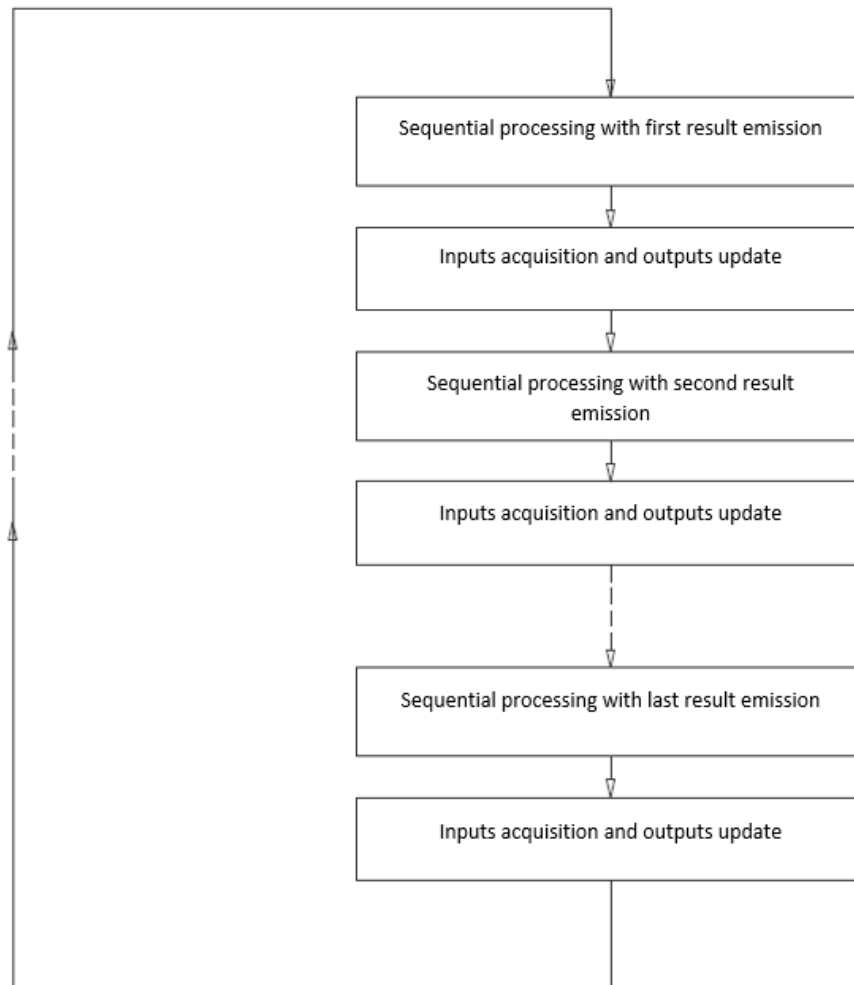 Sequential processing with first result emission
Inputs acquisition and outputs update
Sequential processing with second result
emission
Inputs acquisition and outputs update
Sequential processing with last result emission
Inputs acquisition and outputs update